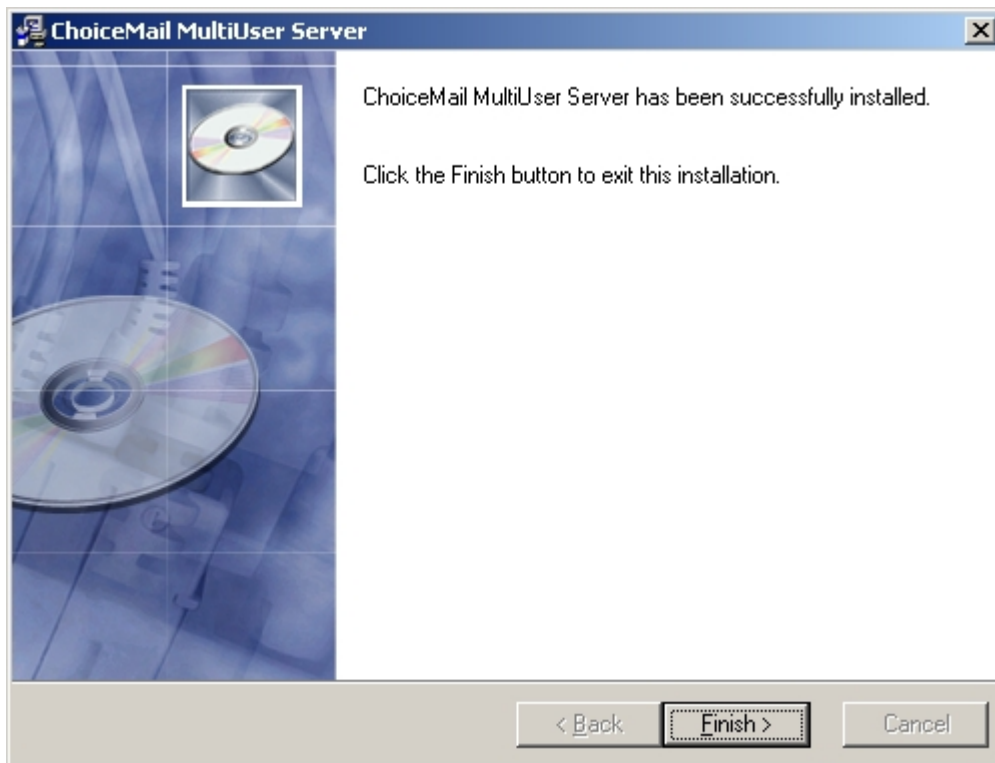 ChoiceMail MultiUser Server
ChoiceMail MultiUser Server has been successfully installed.
Click the Finish button to exit this installation.
< Back
Finish >
Cancel